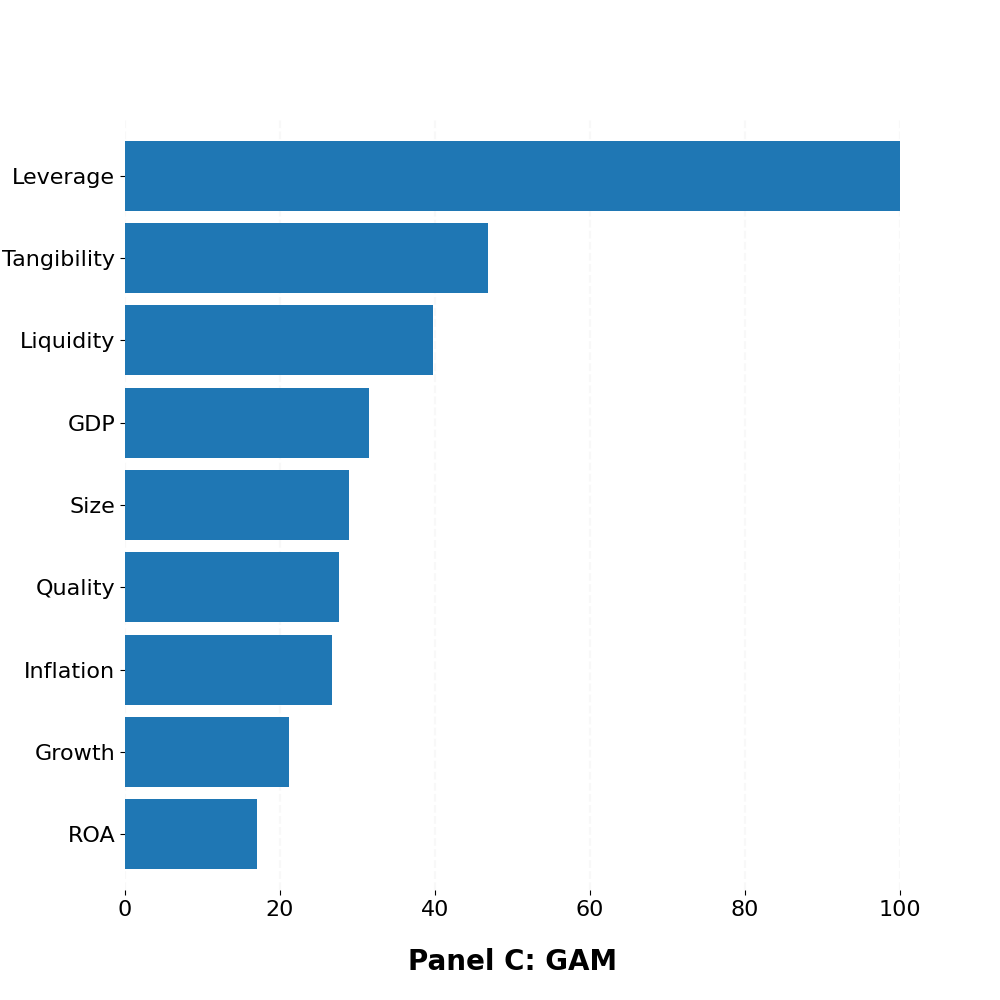 Leverage
Tangibility
Liquidity
GDP
Size
Quality
Inflation
Growth
ROA
0 20 40 60 80 100
Panel C: GAM